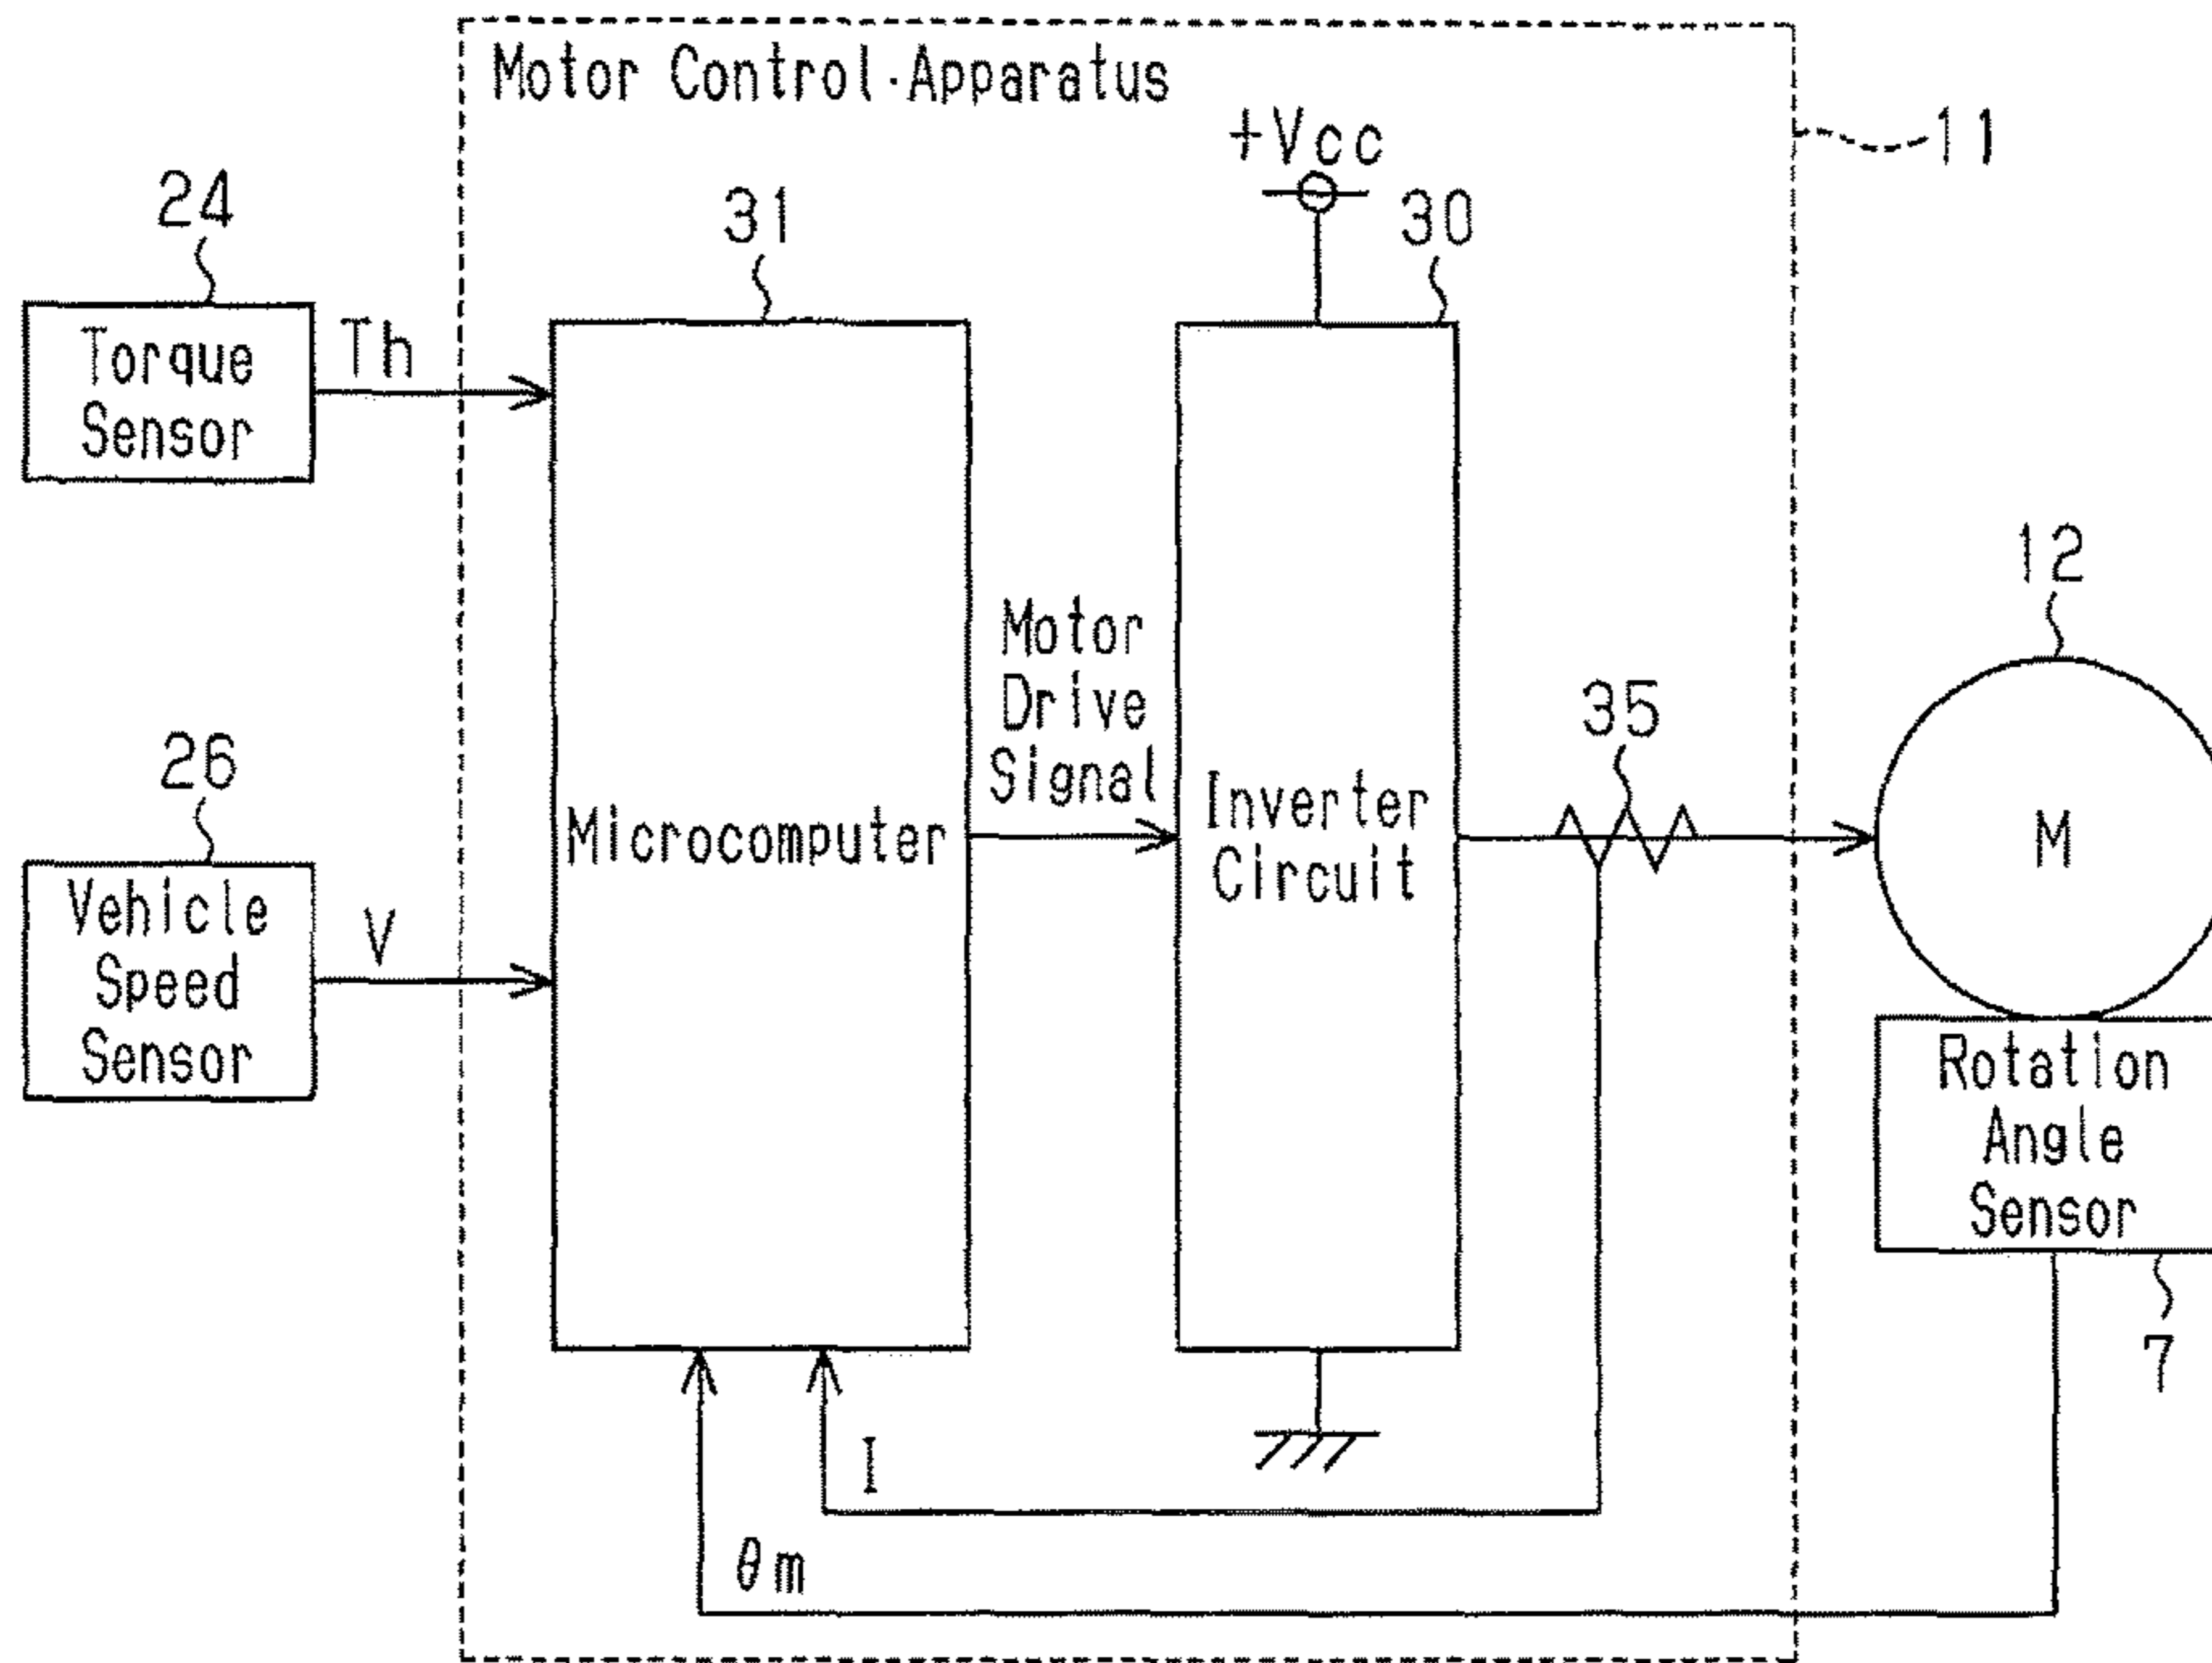 Motor Control·Apparatus
11
+Vcc
24
31
30
Torque
Sensor
Th
12
Motor
Drive
Signal
35
26
Microcomputer
Inverter
Circuit
M
Vehicle
Speed
Sensor
V
Rotation
Angle
Sensor
7
I
θm